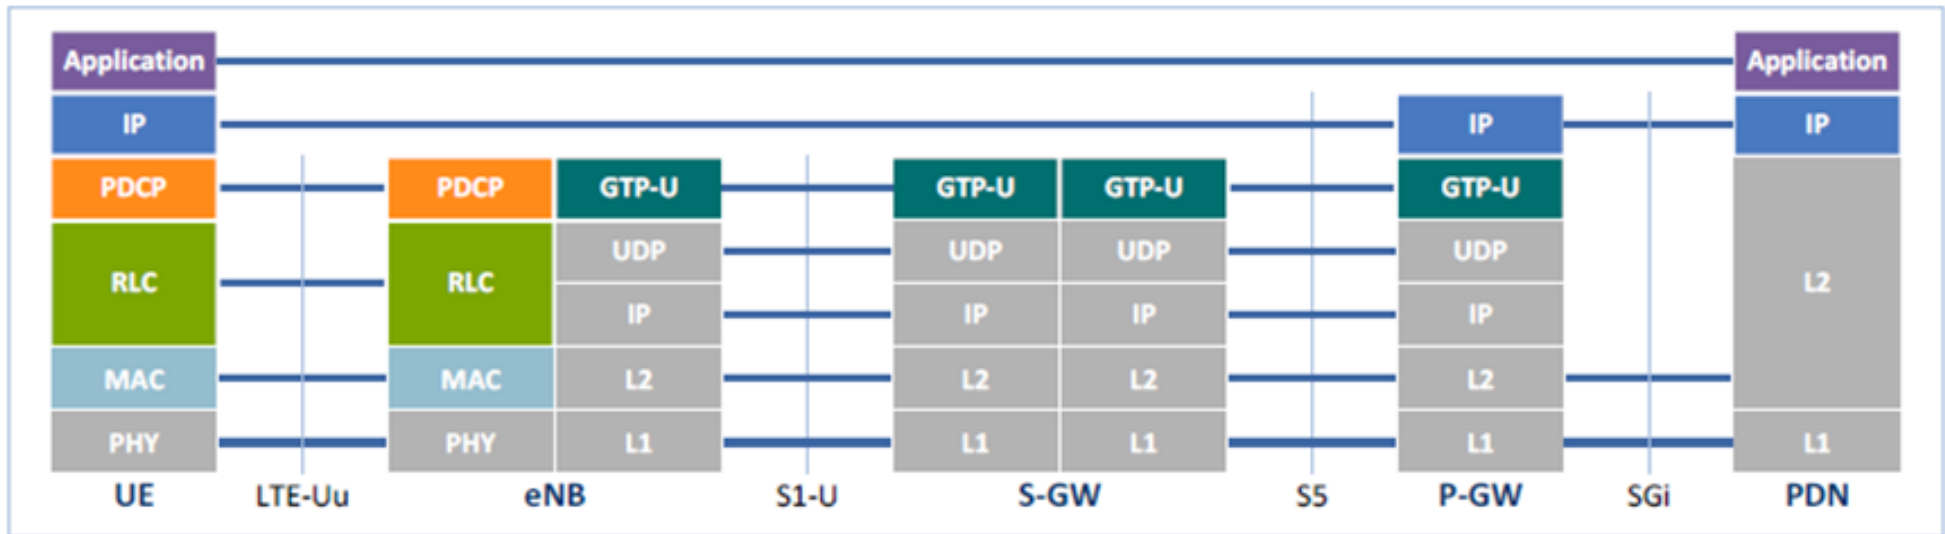 Application Application
IP IP IP
PDCP PDCP GTP-U GTP-U GTP-U GTP-U
UDP UDP UDP UDP
RLC RLC L2
IP IP IP IP
MAC MAC L2 L2 L2 L2
PHY PHY L1 L1 L1 L1 L1
UE LTE-Uu eNB S1-U S-GW S5 P-GW SGi PDN